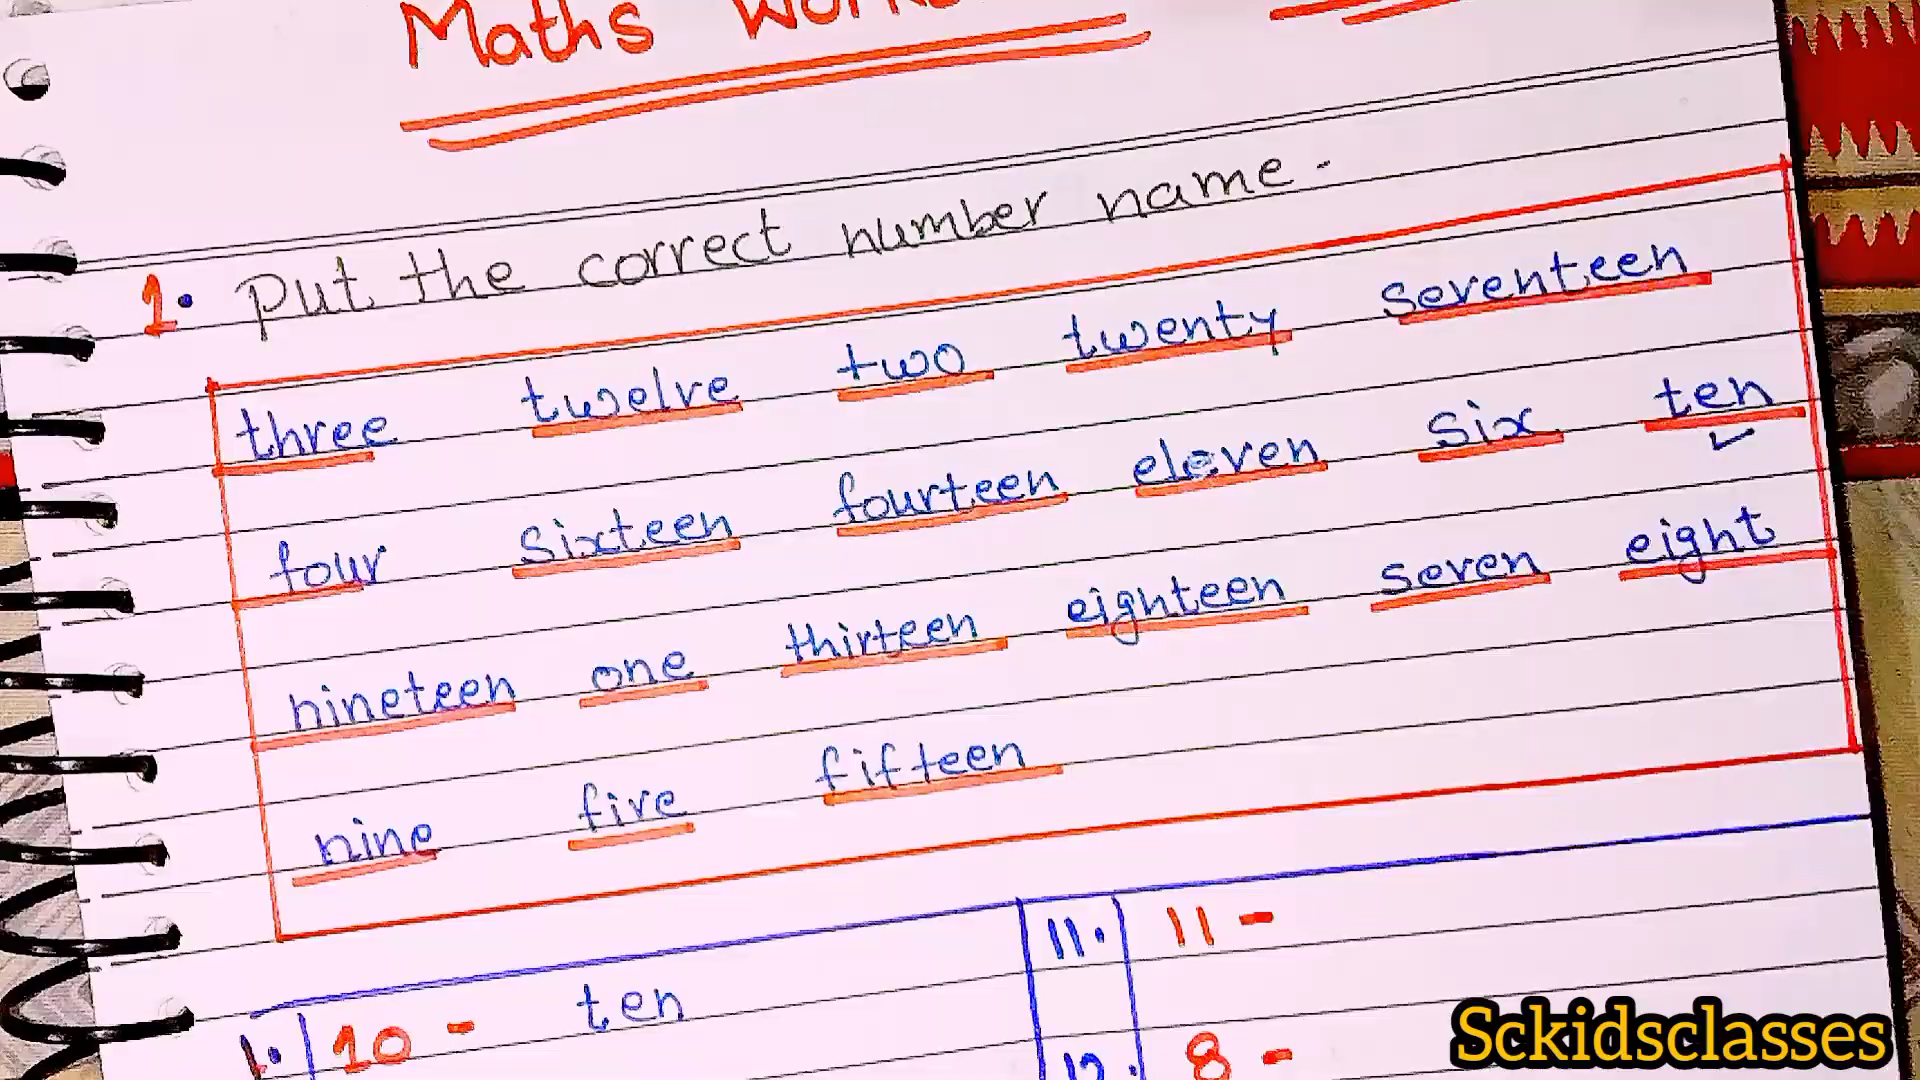 Maths
1. Put the correct number name.
three twelve two twenty seventeen
four sixteen fourteen eleven six ten
nineteen one thirteen eighteen seven eight
nine five fifteen
1. 10 - ten
11. 11 -
12. 8 -
Sckidsclasses